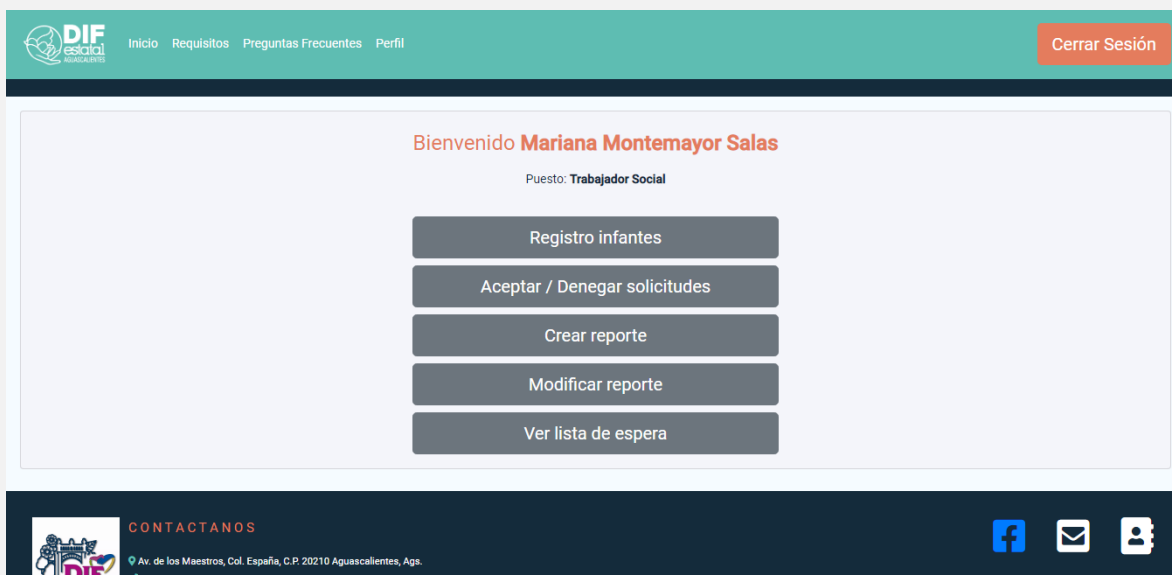 DIF
estatal
AGUASCALIENTES
Inicio Requisitos Preguntas Frecuentes Perfil
Cerrar Sesión
Bienvenido Mariana Montemayor Salas
Puesto: Trabajador Social
Registro infantes
Aceptar / Denegar solicitudes
Crear reporte
Modificar reporte
Ver lista de espera
CONTACTANOS
Av. de los Maestros, Col. España, C.P. 20210 Aguascalientes, Ags.
DIF